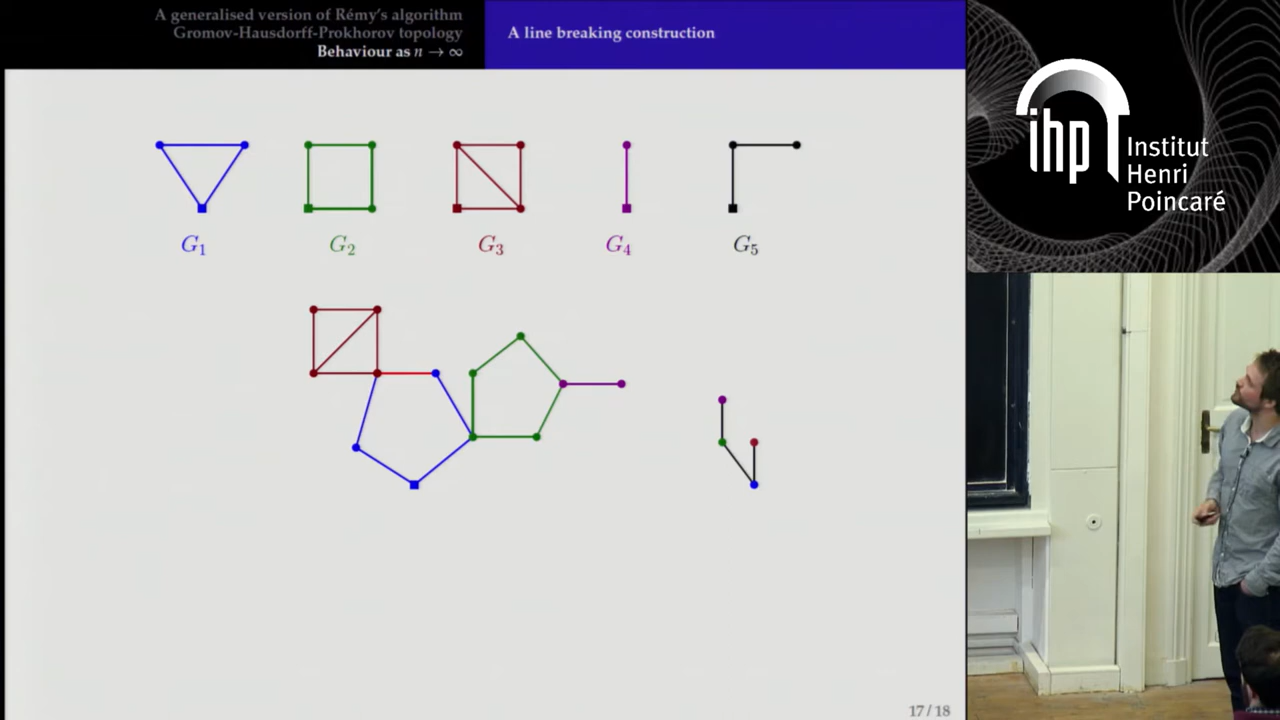 A generalised version of Rémy's algorithm
Gromov-Hausdorff-Prokhorov topology
Behaviour as n → ∞
A line breaking construction
G₁ G₂ G₃ G₄ G₅
17 / 18
ihp Institut
Henri
Poincaré